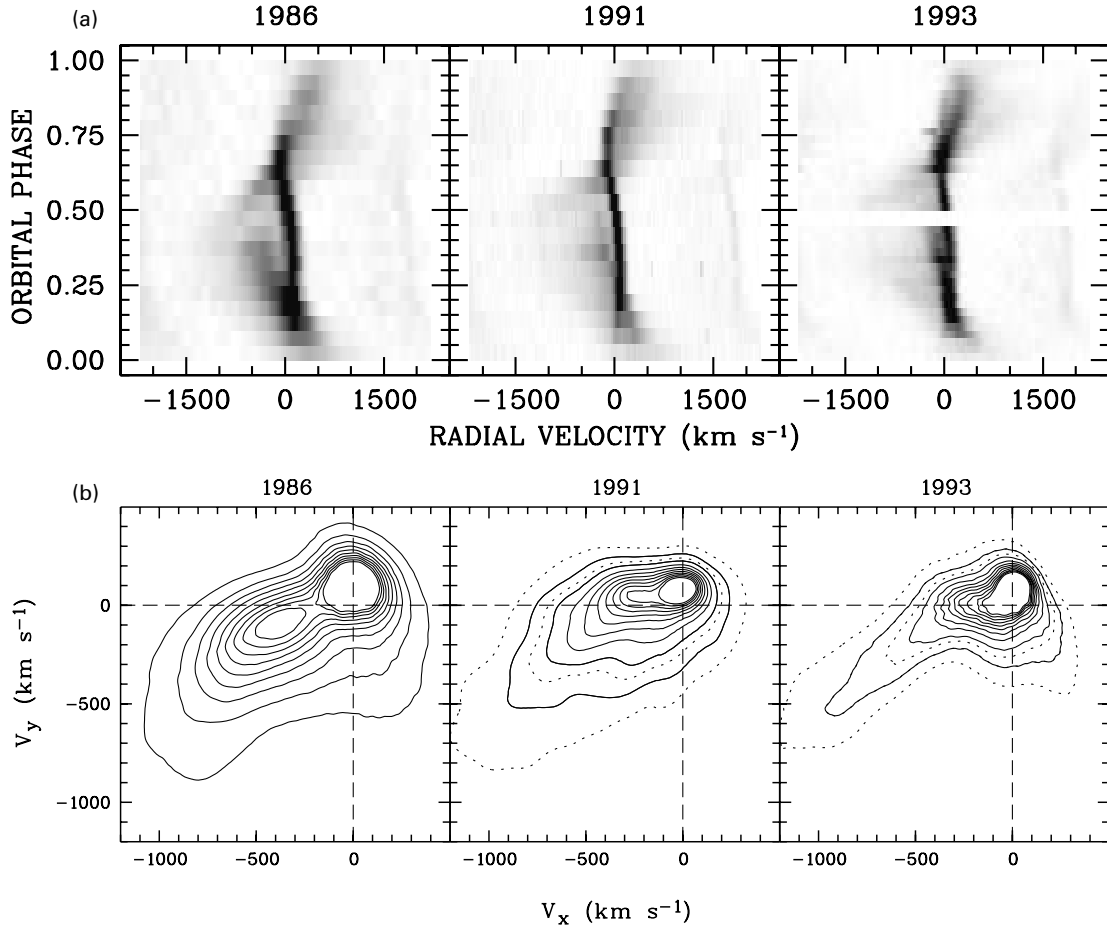 (a)
1986 1991 1993
ORBITAL PHASE
1.00
0.75
0.50
0.25
0.00
−1500 0 1500 −1500 0 1500 −1500 0 1500
RADIAL VELOCITY (km s⁻¹)
(b)
1986 1991 1993
V_y (km s⁻¹)
0
−500
−1000
−1000 −500 0 −1000 −500 0 −1000 −500 0
V_x (km s⁻¹)